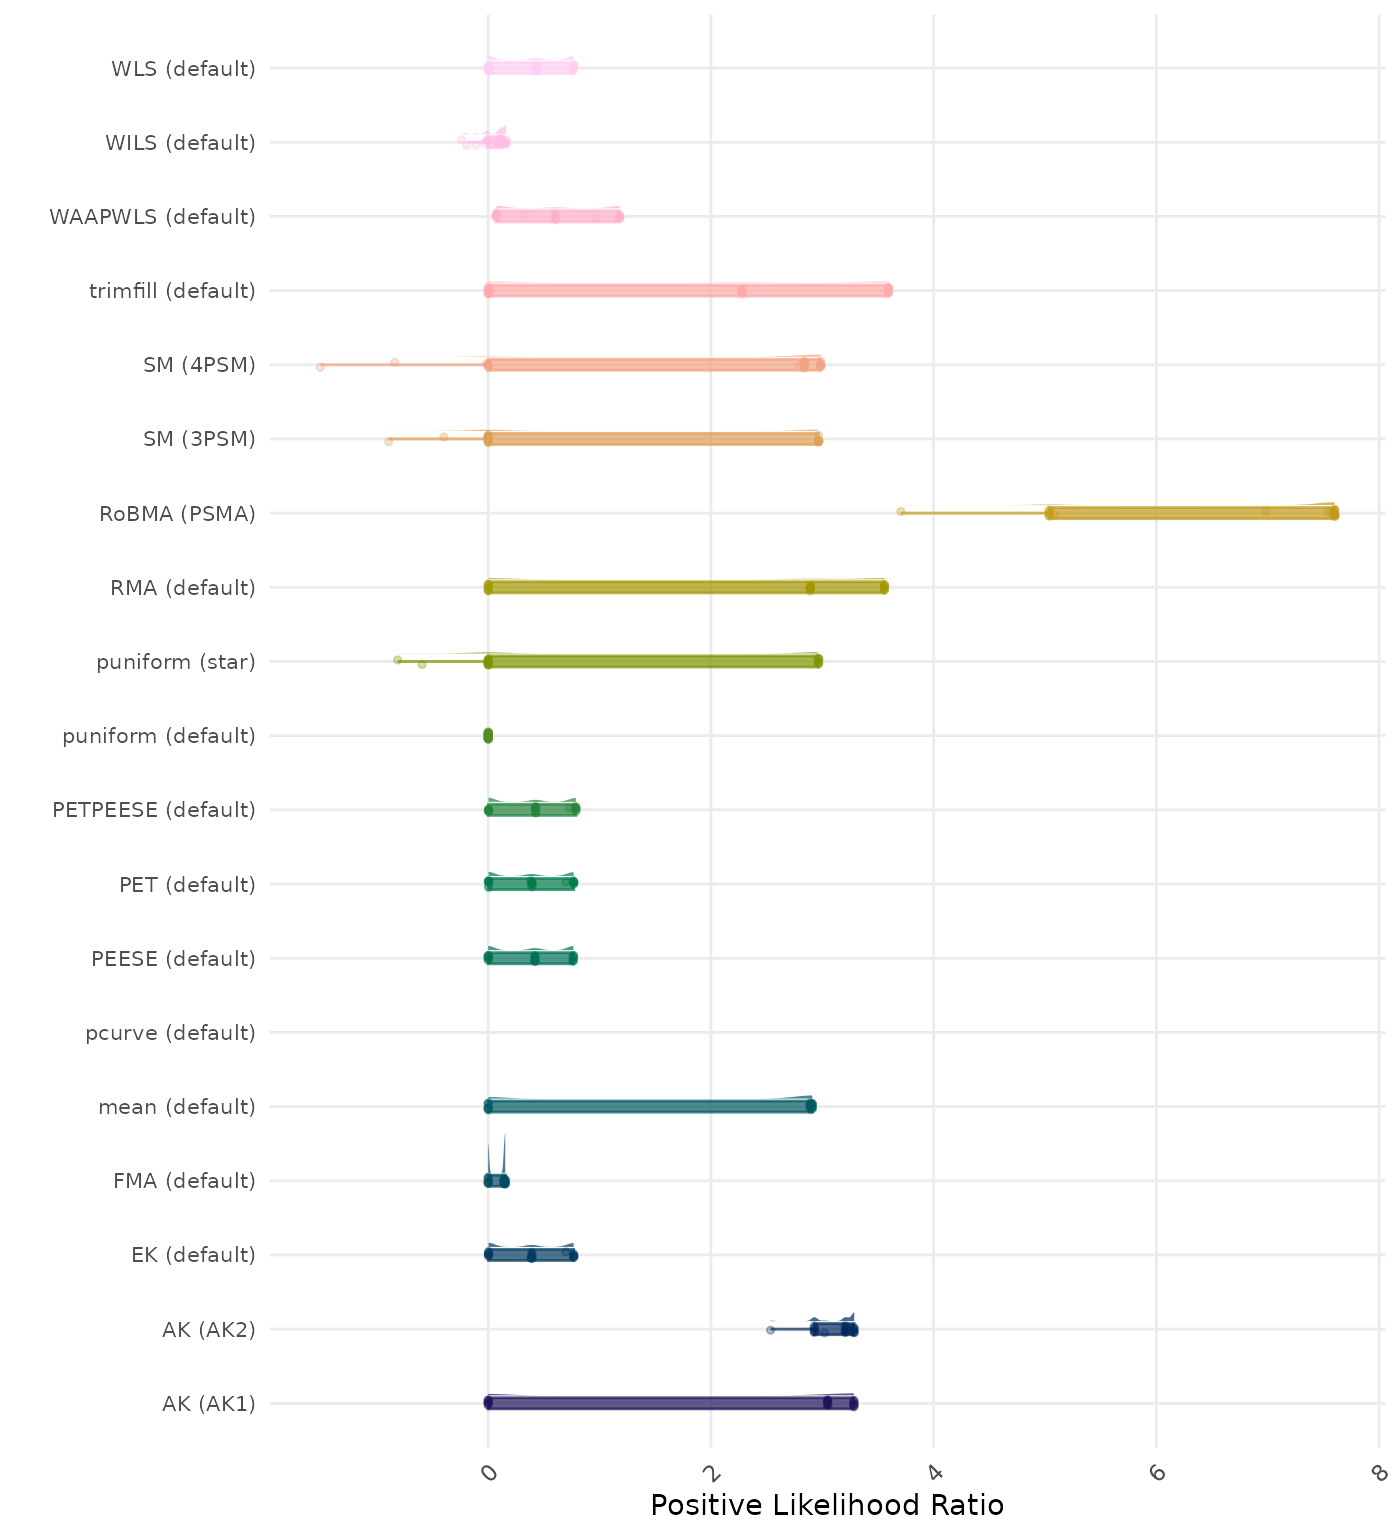 WLS (default)
WILS (default)
WAAPWLS (default)
trimfill (default)
SM (4PSM)
SM (3PSM)
RoBMA (PSMA)
RMA (default)
puniform (star)
puniform (default)
PETPEESE (default)
PET (default)
PEESE (default)
pcurve (default)
mean (default)
FMA (default)
EK (default)
AK (AK2)
AK (AK1)
0 2 4 6 8
Positive Likelihood Ratio